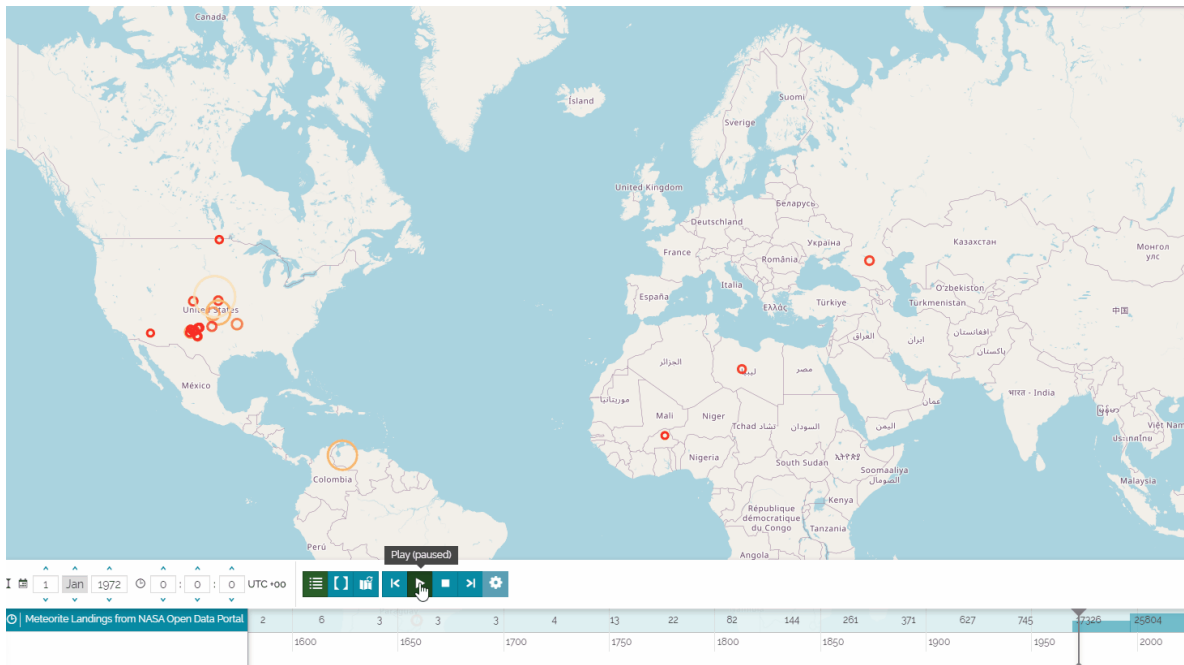 Canada
Ísland
Suomi
Sverige
United Kingdom
Беларусь
Deutschland
Україна
Казахстан
Монгол
улс
France
România
Italia
O'zbekiston
España
Ελλάς
Türkiye
Turkmenistan
中国
United States
العراق
ایران
افغانستان
پاکستان
الجزائر
ليبيا
مصر
México
भारत - India
موريتانيا
Mali
Niger
عمان
Tchad تشاد
السودان
اليمن
Việt Nam
Nigeria
South Sudan
Soomaaliya
الصومال
Malaysia
Colombia
Kenya
République
démocratique
du Congo
Tanzania
Perú
Angola
Play (paused)
1 Jan 1972 0 : 0 : 0 UTC +00
Meteorite Landings from NASA Open Data Portal 2 6 3 3 3 4 13 22 82 144 261 371 627 745 17326 25804
1600 1650 1700 1750 1800 1850 1900 1950 2000